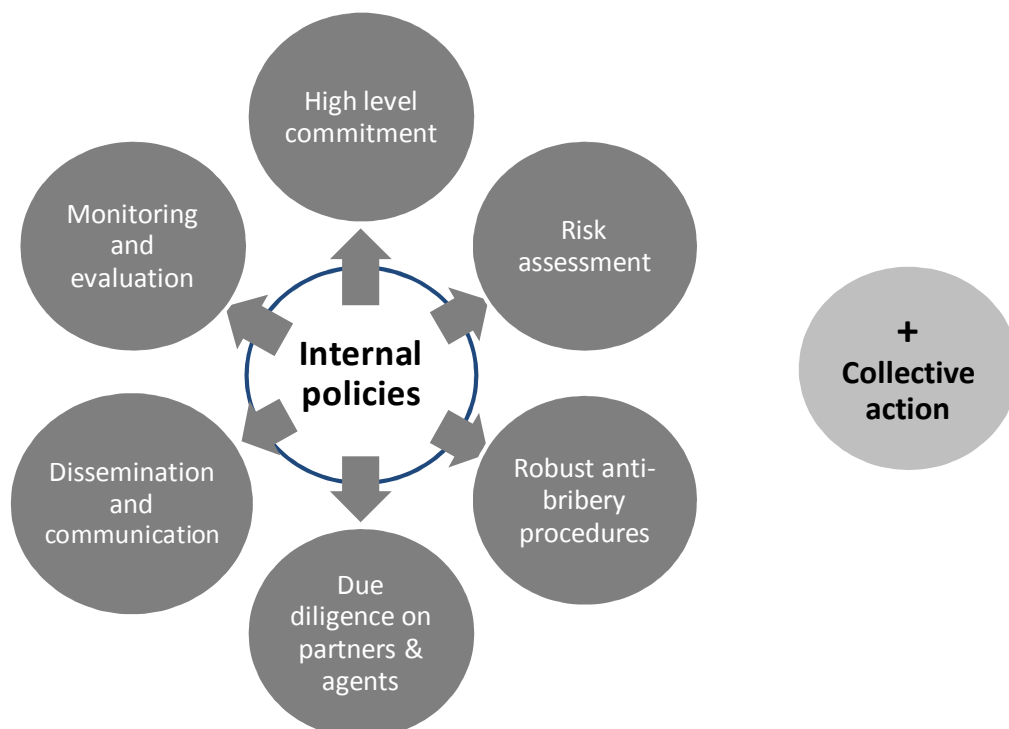 High level
commitment
Risk
assessment
Robust anti-
bribery
procedures
Due
diligence on
partners &
agents
Dissemination
and
communication
Monitoring
and
evaluation
Internal
policies
+
Collective
action